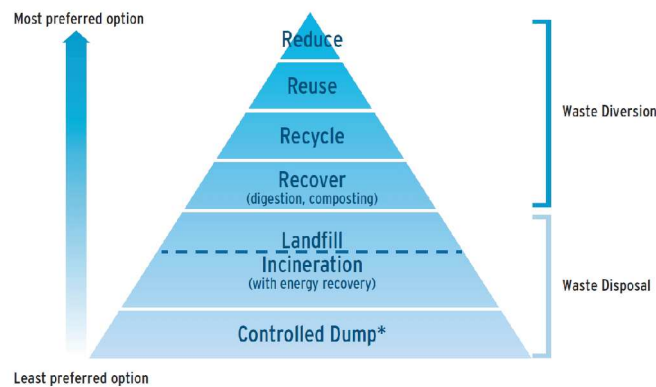 Most preferred option
Reduce
Reuse
Waste Diversion
Recycle
Recover
(digestion, composting)
Landfill
Incineration
(with energy recovery)
Waste Disposal
Controlled Dump*
Least preferred option